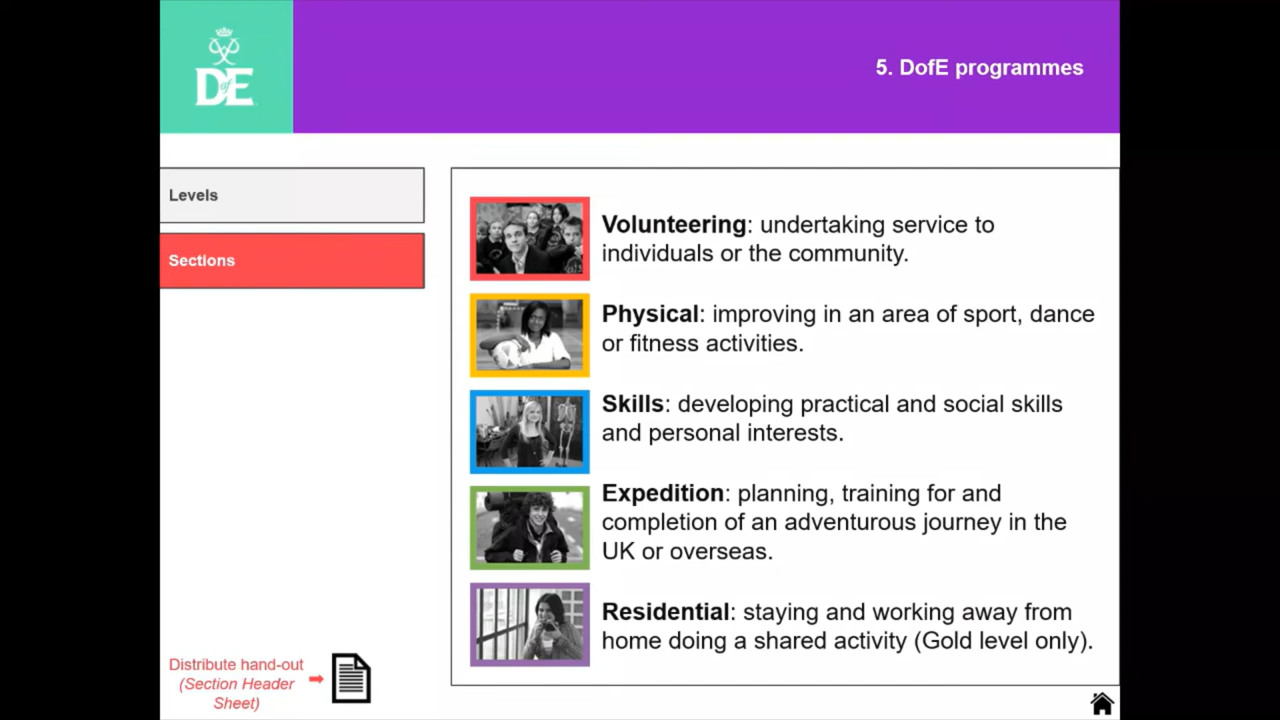 DofE
5. DofE programmes
Levels
Sections
Volunteering: undertaking service to
individuals or the community.
Physical: improving in an area of sport, dance
or fitness activities.
Skills: developing practical and social skills
and personal interests.
Expedition: planning, training for and
completion of an adventurous journey in the
UK or overseas.
Residential: staying and working away from
home doing a shared activity (Gold level only).
Distribute hand-out
(Section Header
Sheet)